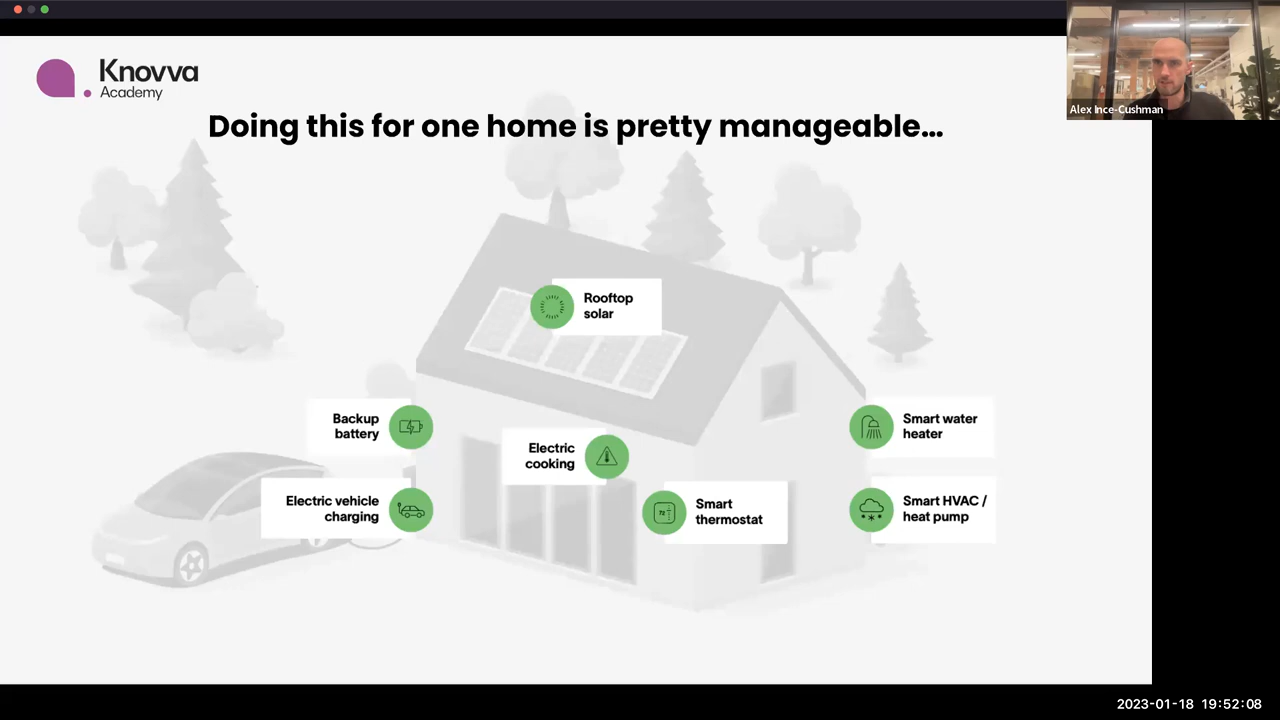 Knovva
Academy
Alex Ince-Cushman
Doing this for one home is pretty manageable...
Rooftop
solar
Backup
battery
Smart water
heater
Electric
cooking
Electric vehicle
charging
Smart
thermostat
72
Smart HVAC /
heat pump
2023-01-18 19:52:08